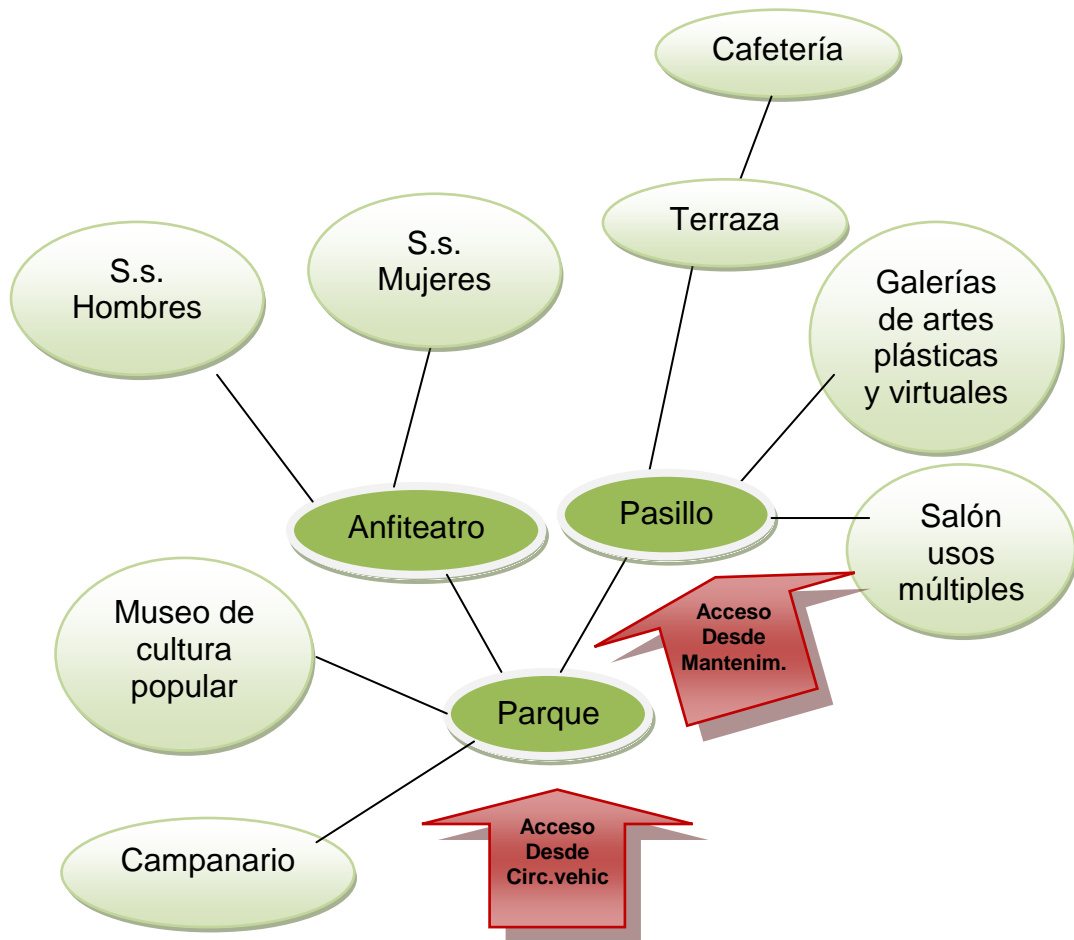 Cafetería
Terraza
S.s.
Hombres
S.s.
Mujeres
Galerías
de artes
plásticas
y virtuales
Anfiteatro
Pasillo
Salón
usos
múltiples
Museo de
cultura
popular
Acceso
Desde
Mantenim.
Parque
Campanario
Acceso
Desde
Circ.vehic